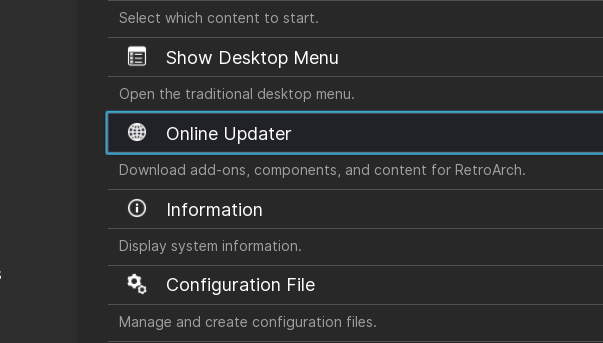 Select which content to start.
Show Desktop Menu
Open the traditional desktop menu.
Online Updater
Download add-ons, components, and content for RetroArch.
Information
Display system information.
Configuration File
Manage and create configuration files.